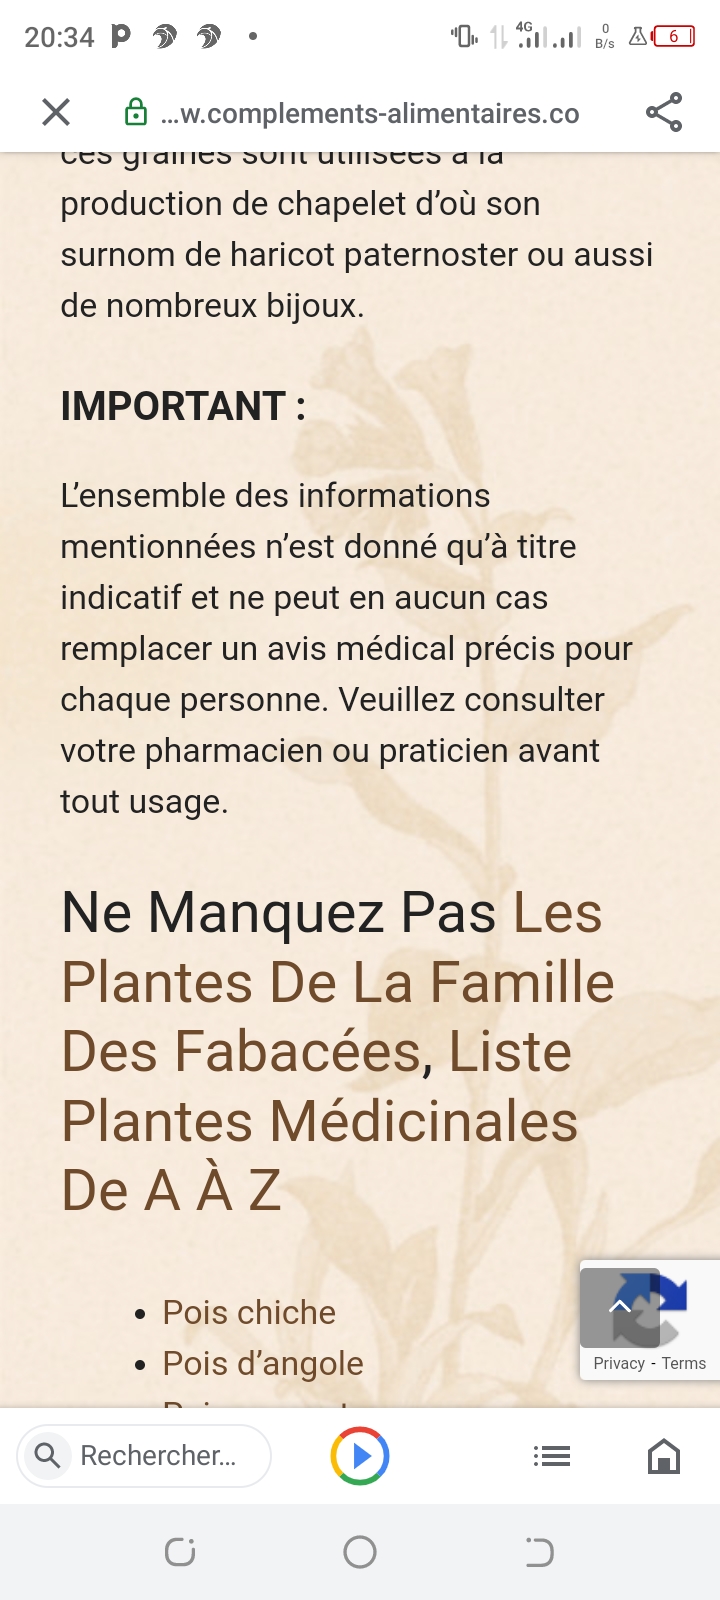 20:34
4G
0
B/s
6
...w.complements-alimentaires.co
ces graines sont utilisées à la
production de chapelet d’où son
surnom de haricot paternoster ou aussi
de nombreux bijoux.
IMPORTANT :
L’ensemble des informations
mentionnées n’est donné qu’à titre
indicatif et ne peut en aucun cas
remplacer un avis médical précis pour
chaque personne. Veuillez consulter
votre pharmacien ou praticien avant
tout usage.
Ne Manquez Pas Les
Plantes De La Famille
Des Fabacées, Liste
Plantes Médicinales
De A À Z
• Pois chiche
• Pois d’angole
Privacy - Terms
Rechercher...